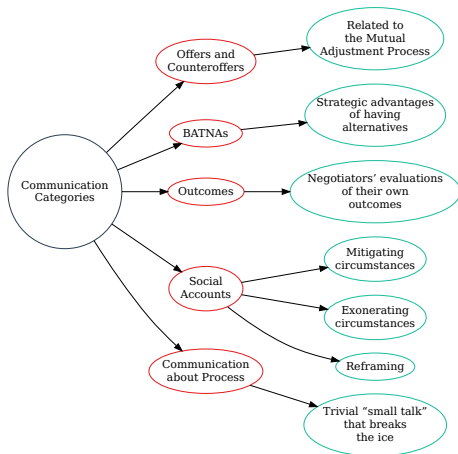 Communication
Categories
Offers and
Counteroffers
Related to
the Mutual
Adjustment Process
BATNAs
Strategic advantages
of having
alternatives
Outcomes
Negotiators’ evaluations
of their own
outcomes
Social
Accounts
Mitigating
circumstances
Exonerating
circumstances
Reframing
Communication
about Process
Trivial “small talk”
that breaks
the ice